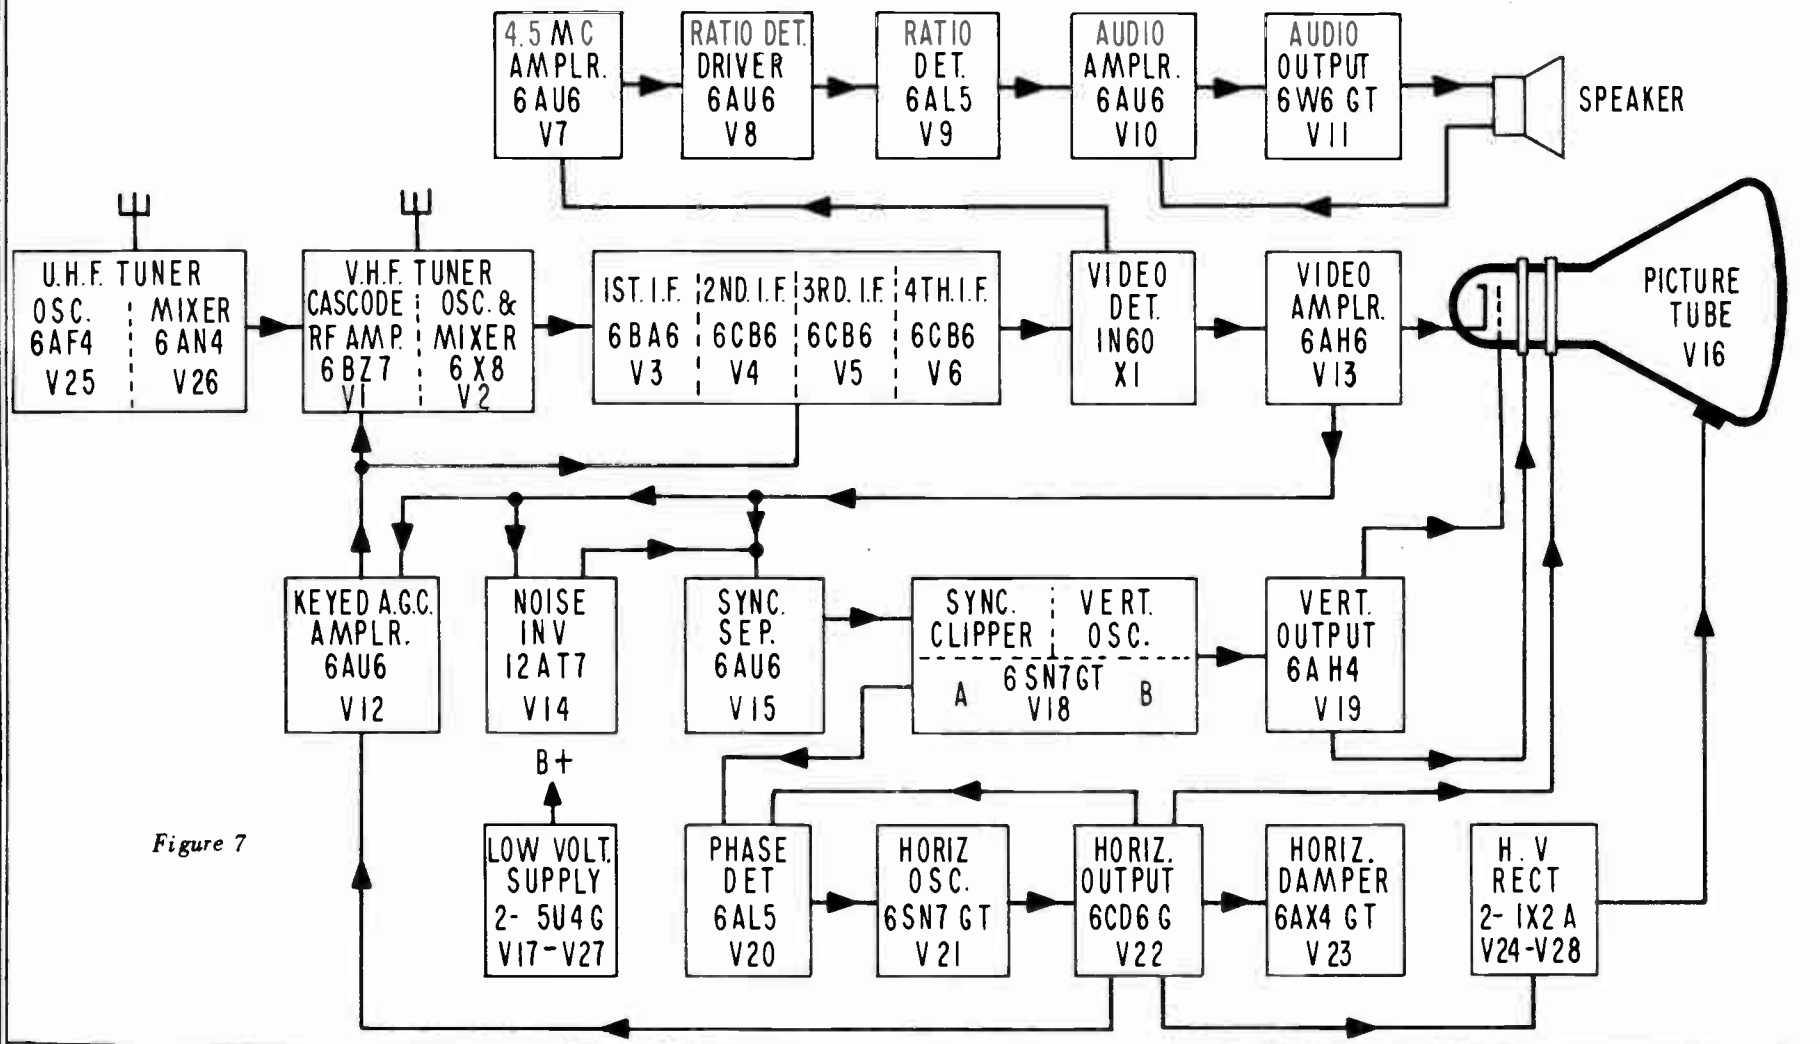 4.5 MC
AMPLR.
6AU6
V7
RATIO DET.
DRIVER
6AU6
V8
RATIO
DET.
6AL5
V9
AUDIO
AMPLR.
6AU6
V10
AUDIO
OUTPUT
6W6 GT
V11
SPEAKER
U.H.F. TUNER
OSC.
6AF4
V25
MIXER
6AN4
V26
V.H.F. TUNER
CASCODE
RF AMP.
6BZ7
V1
OSC. &
MIXER
6X8
V2
1ST. I.F.
6BA6
V3
2ND. I.F.
6CB6
V4
3RD. I.F.
6CB6
V5
4TH. I.F.
6CB6
V6
VIDEO
DET.
1N60
X1
VIDEO
AMPLR.
6AH6
V13
PICTURE
TUBE
V16
KEYED A.G.C.
AMPLR.
6AU6
V12
NOISE
INV
12AT7
V14
SYNC.
SEP.
6AU6
V15
SYNC.
CLIPPER
VERT.
OSC.
6SN7GT
A
B
V18
VERT.
OUTPUT
6AH4
V19
B+
Figure 7
LOW VOLT.
SUPPLY
2- 5U4G
V17-V27
PHASE
DET
6AL5
V20
HORIZ
OSC.
6SN7 GT
V21
HORIZ.
OUTPUT
6CD6 G
V22
HORIZ.
DAMPER
6AX4 GT
V23
H.V
RECT
2- 1X2 A
V24-V28